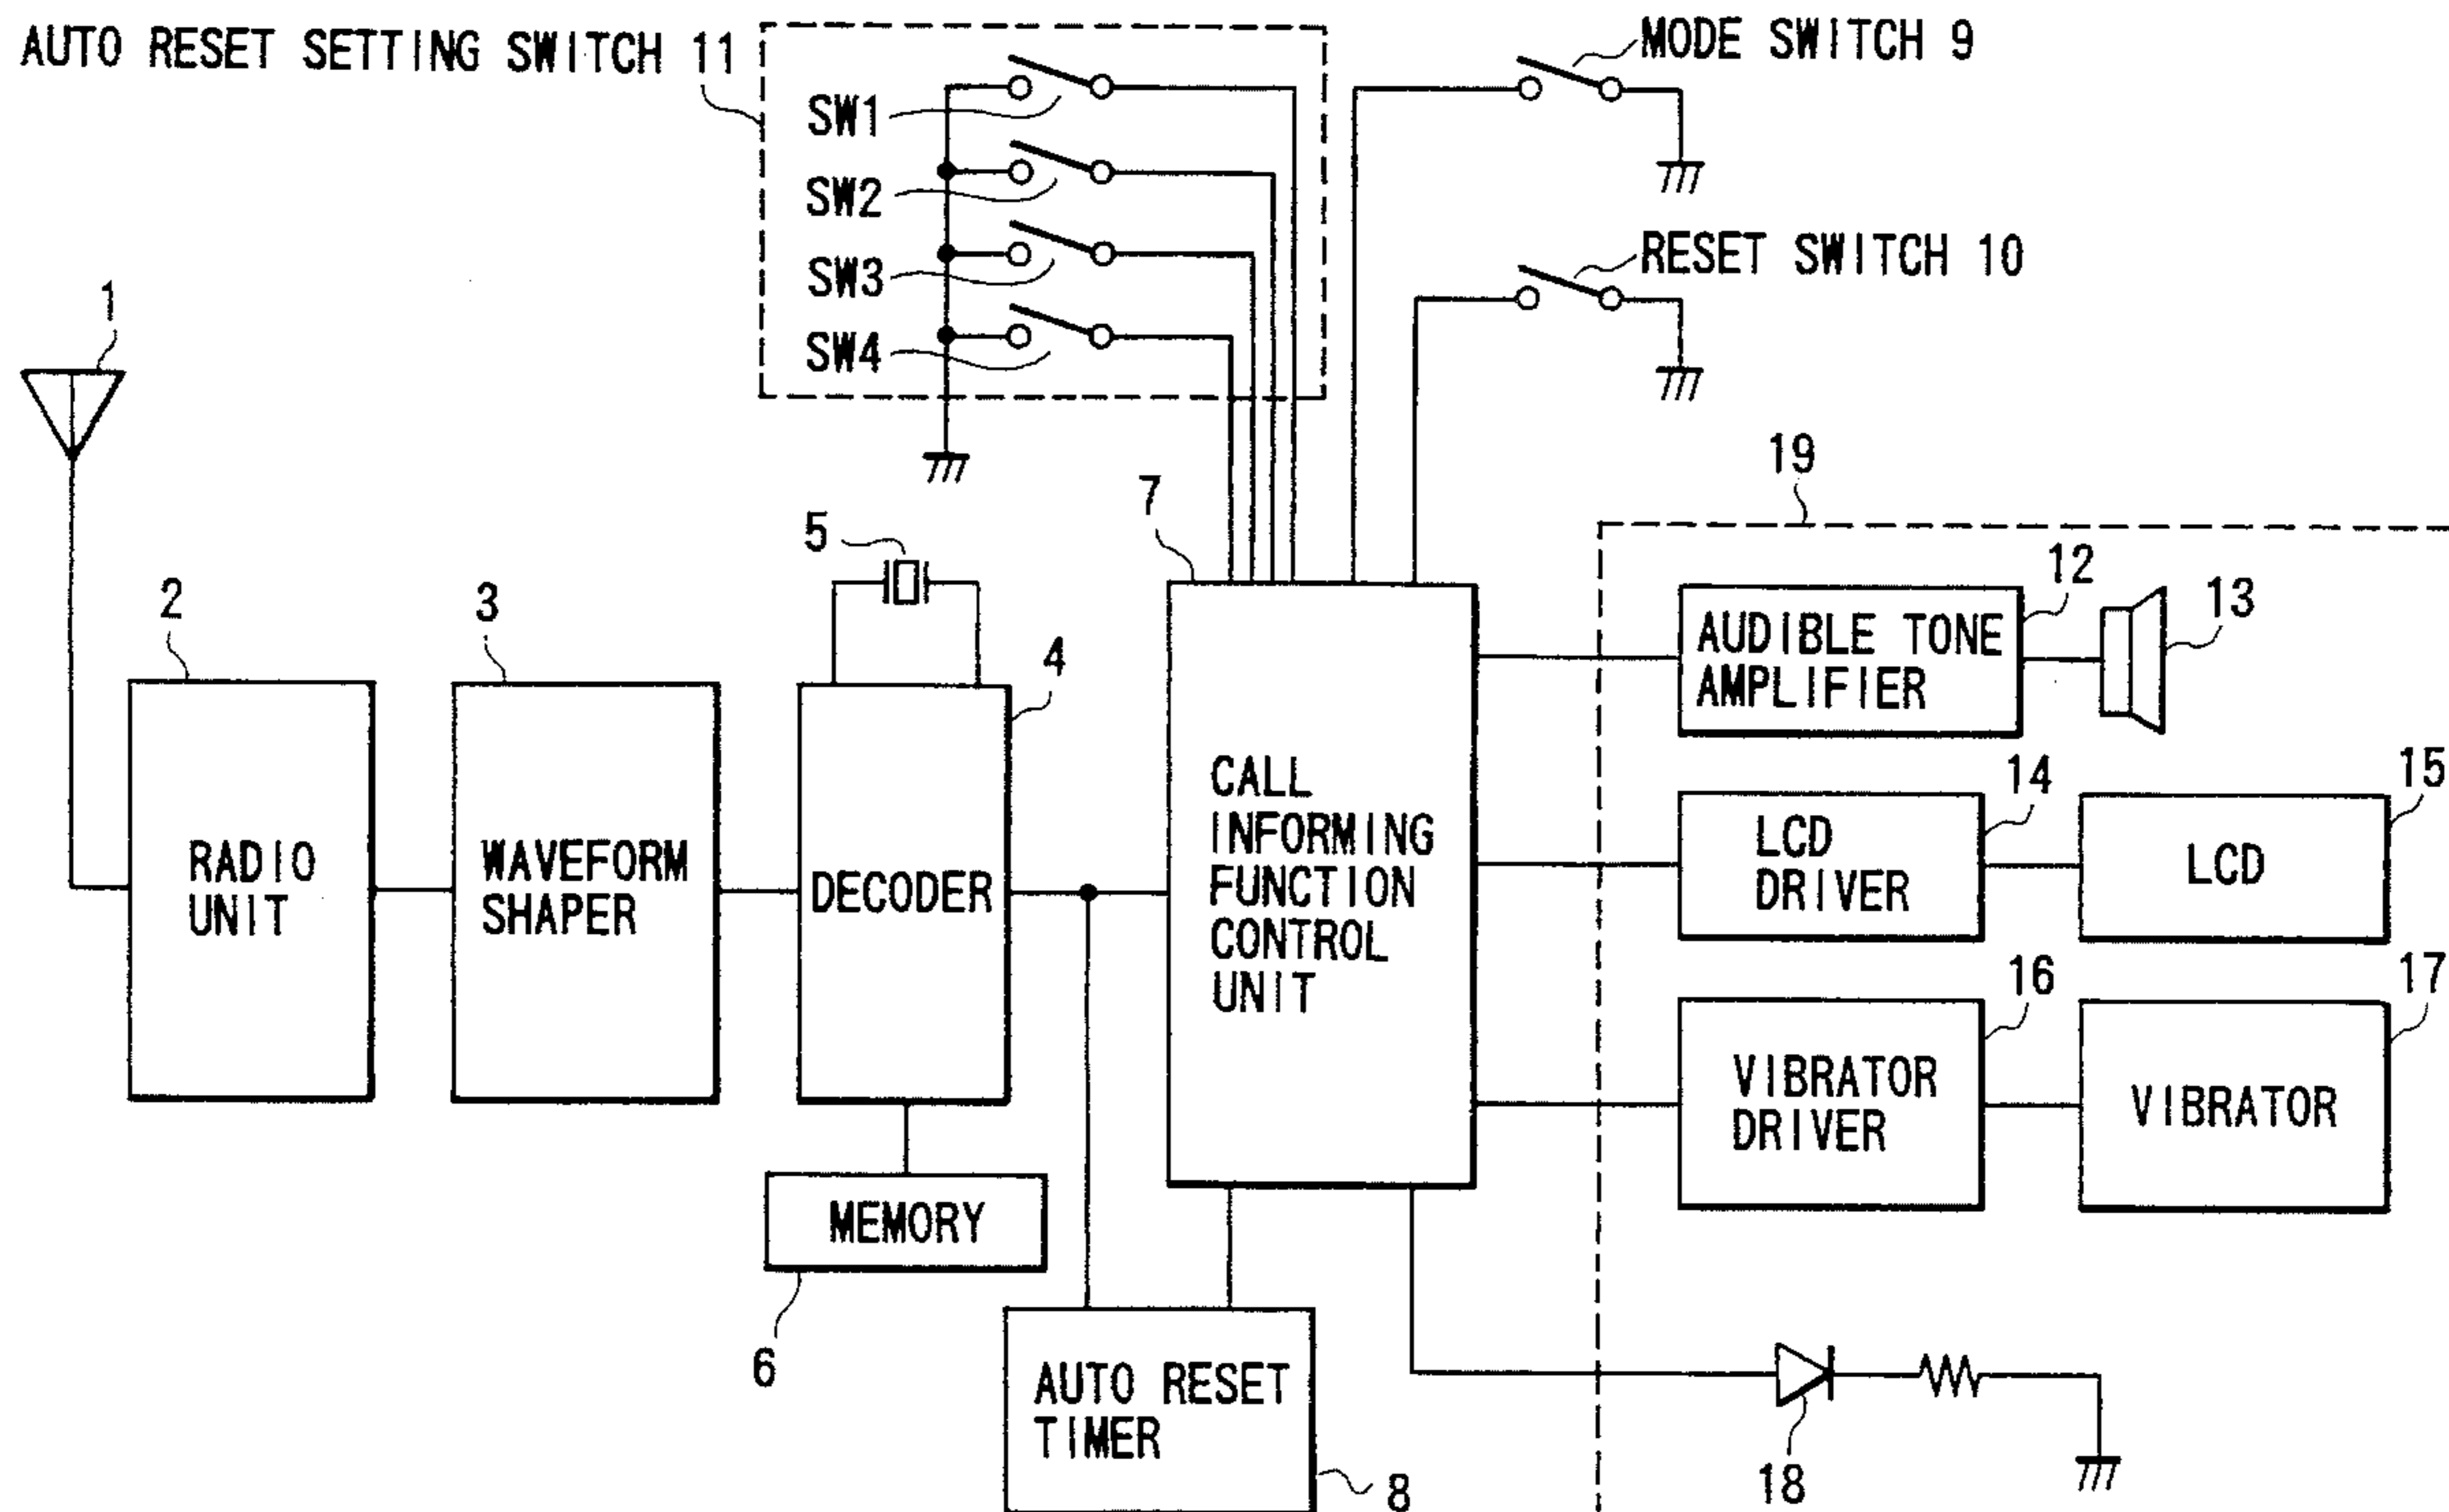 AUTO RESET SETTING SWITCH 11
SW1
SW2
SW3
SW4
MODE SWITCH 9
RESET SWITCH 10
1
2
RADIO
UNIT
3
WAVEFORM
SHAPER
5
4
DECODER
MEMORY
6
7
CALL
INFORMING
FUNCTION
CONTROL
UNIT
AUTO RESET
TIMER
8
19
12
AUDIBLE TONE
AMPLIFIER
13
14
LCD
DRIVER
15
LCD
16
VIBRATOR
DRIVER
17
VIBRATOR
18